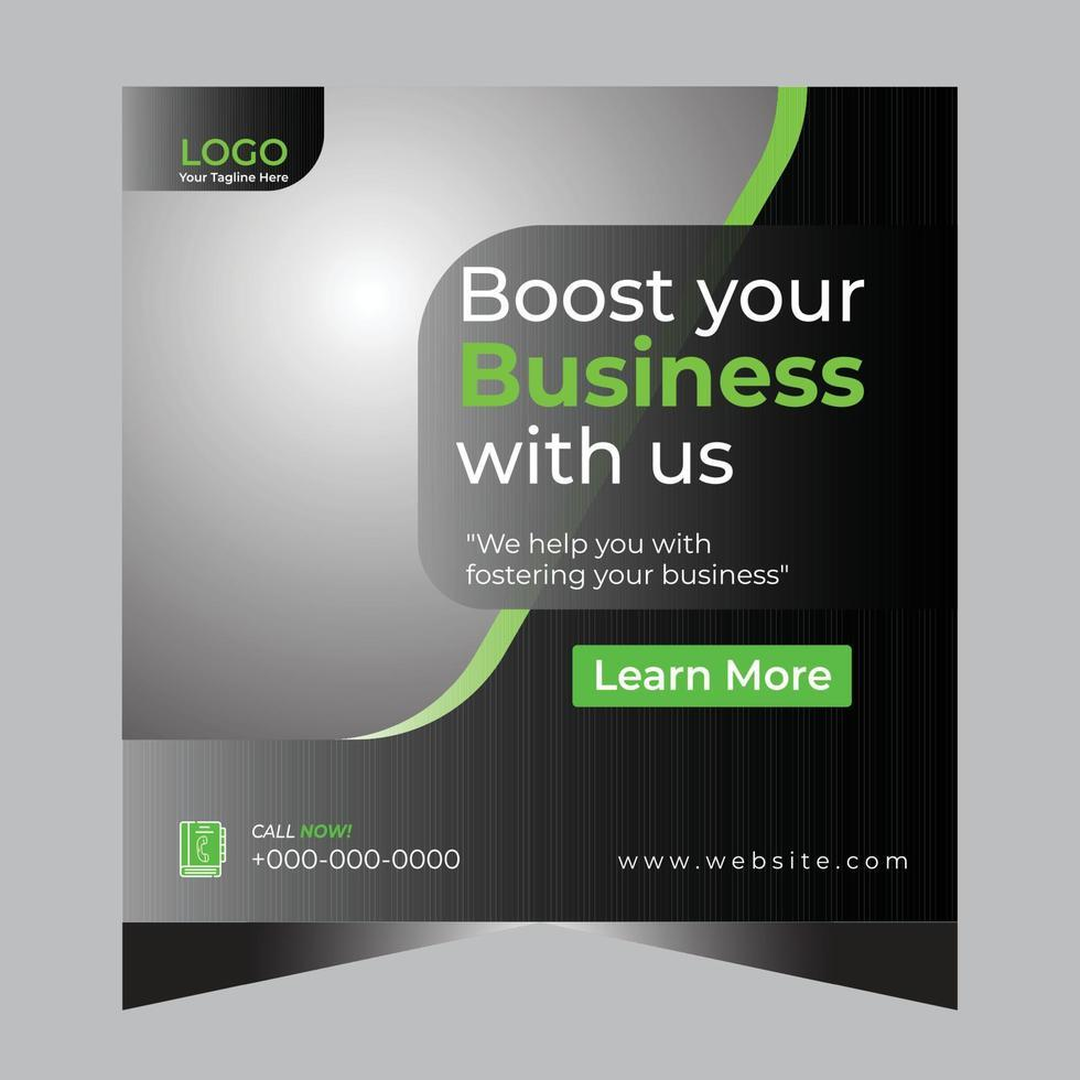 LOGO
Your Tagline Here
Boost your
Business
with us
"We help you with
fostering your business"
Learn More
CALL NOW!
+000-000-0000
www.website.com